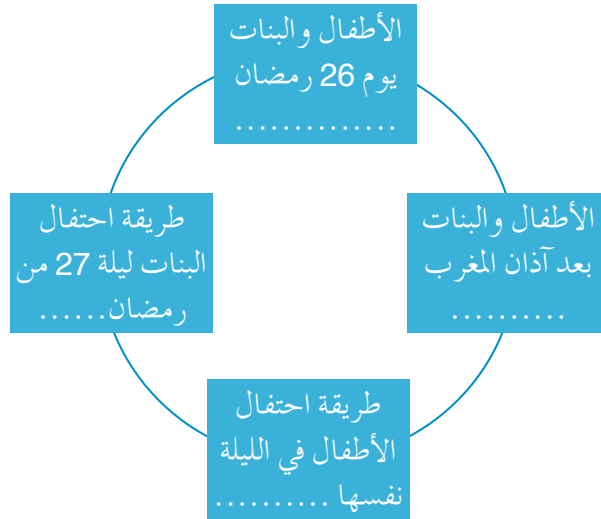 الأطفال والبنات
يوم 26 رمضان
..............
الأطفال والبنات
بعد آذان المغرب
..........
طريقة احتفال
الأطفال في الليلة
نفسها ..........
طريقة احتفال
البنات ليلة 27 من
رمضان......